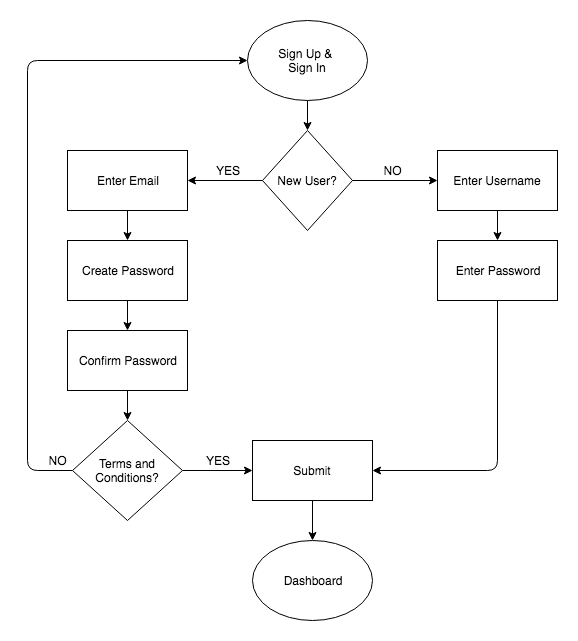 Sign Up &
Sign In
YES
New User?
NO
Enter Email
Enter Username
Create Password
Enter Password
Confirm Password
NO
Terms and
Conditions?
YES
Submit
Dashboard